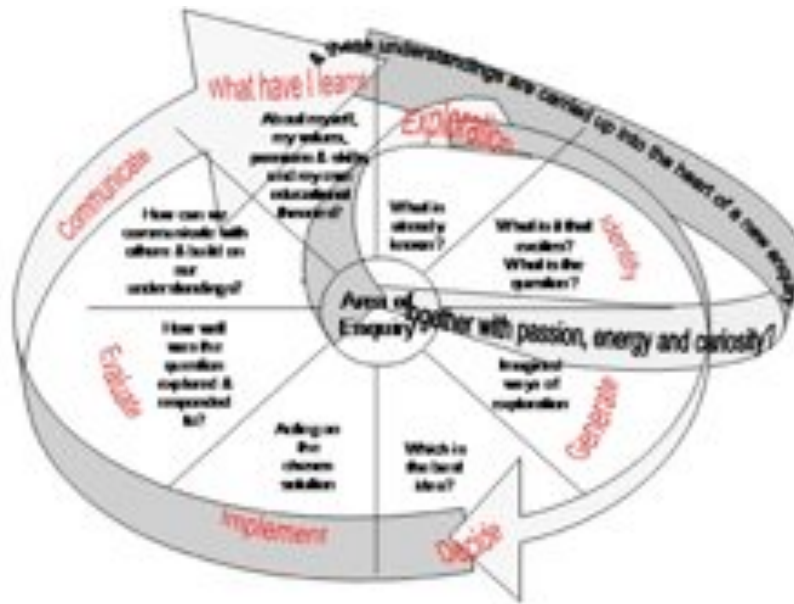 & these understandings are carried up into the heart of a new enquiry
together with passion, energy and curiosity?
What have I learnt
About myself,
my values,
passions & skills
and my own
educational
Exploration
What is
already
known?
Identify
What is it that
matters?
What is the
question?
Generate
Imagined
ways of
exploration
Decide
Which is
the best
idea?
Implement
Acting on
the
chosen
solution
Evaluate
How well
was the
question
explored &
responded
to?
Communicate
How can we
communicate with
others & build on
our
understandings?
Area of
Enquiry